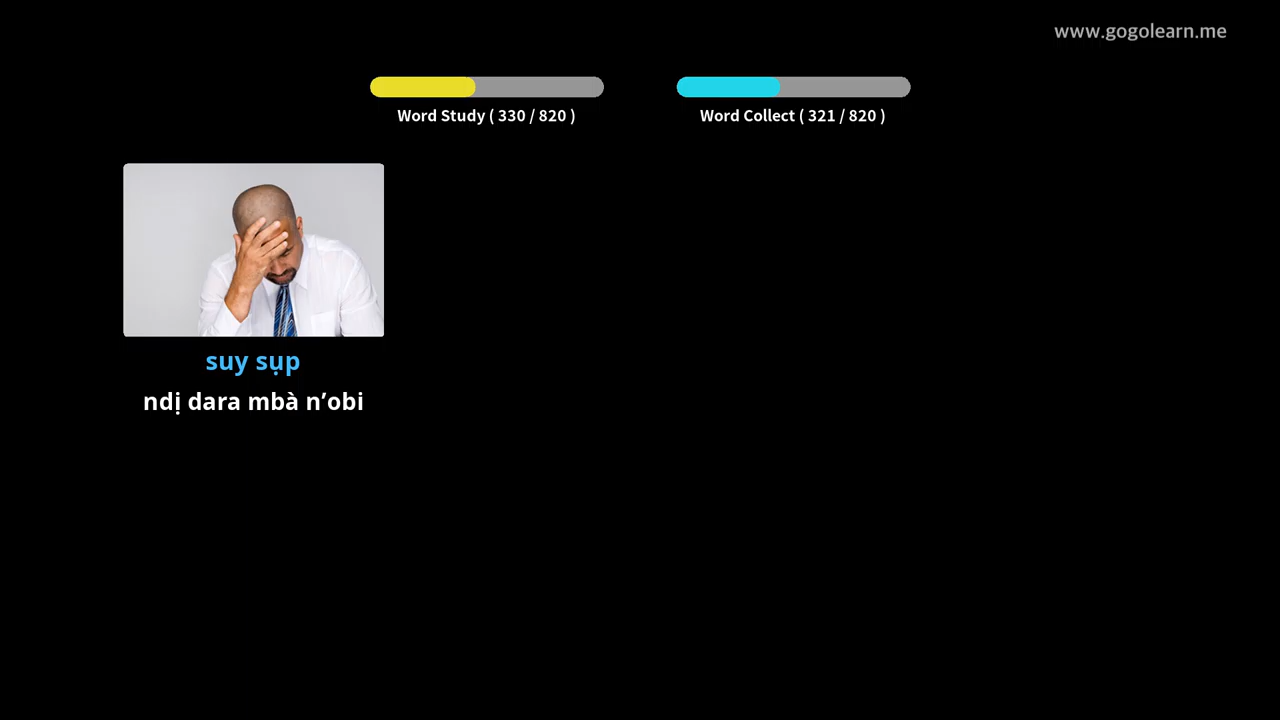 www.gogolearn.me
Word Study ( 330 / 820 )
Word Collect ( 321 / 820 )
suy sụp
ndị dara mbà n’obi